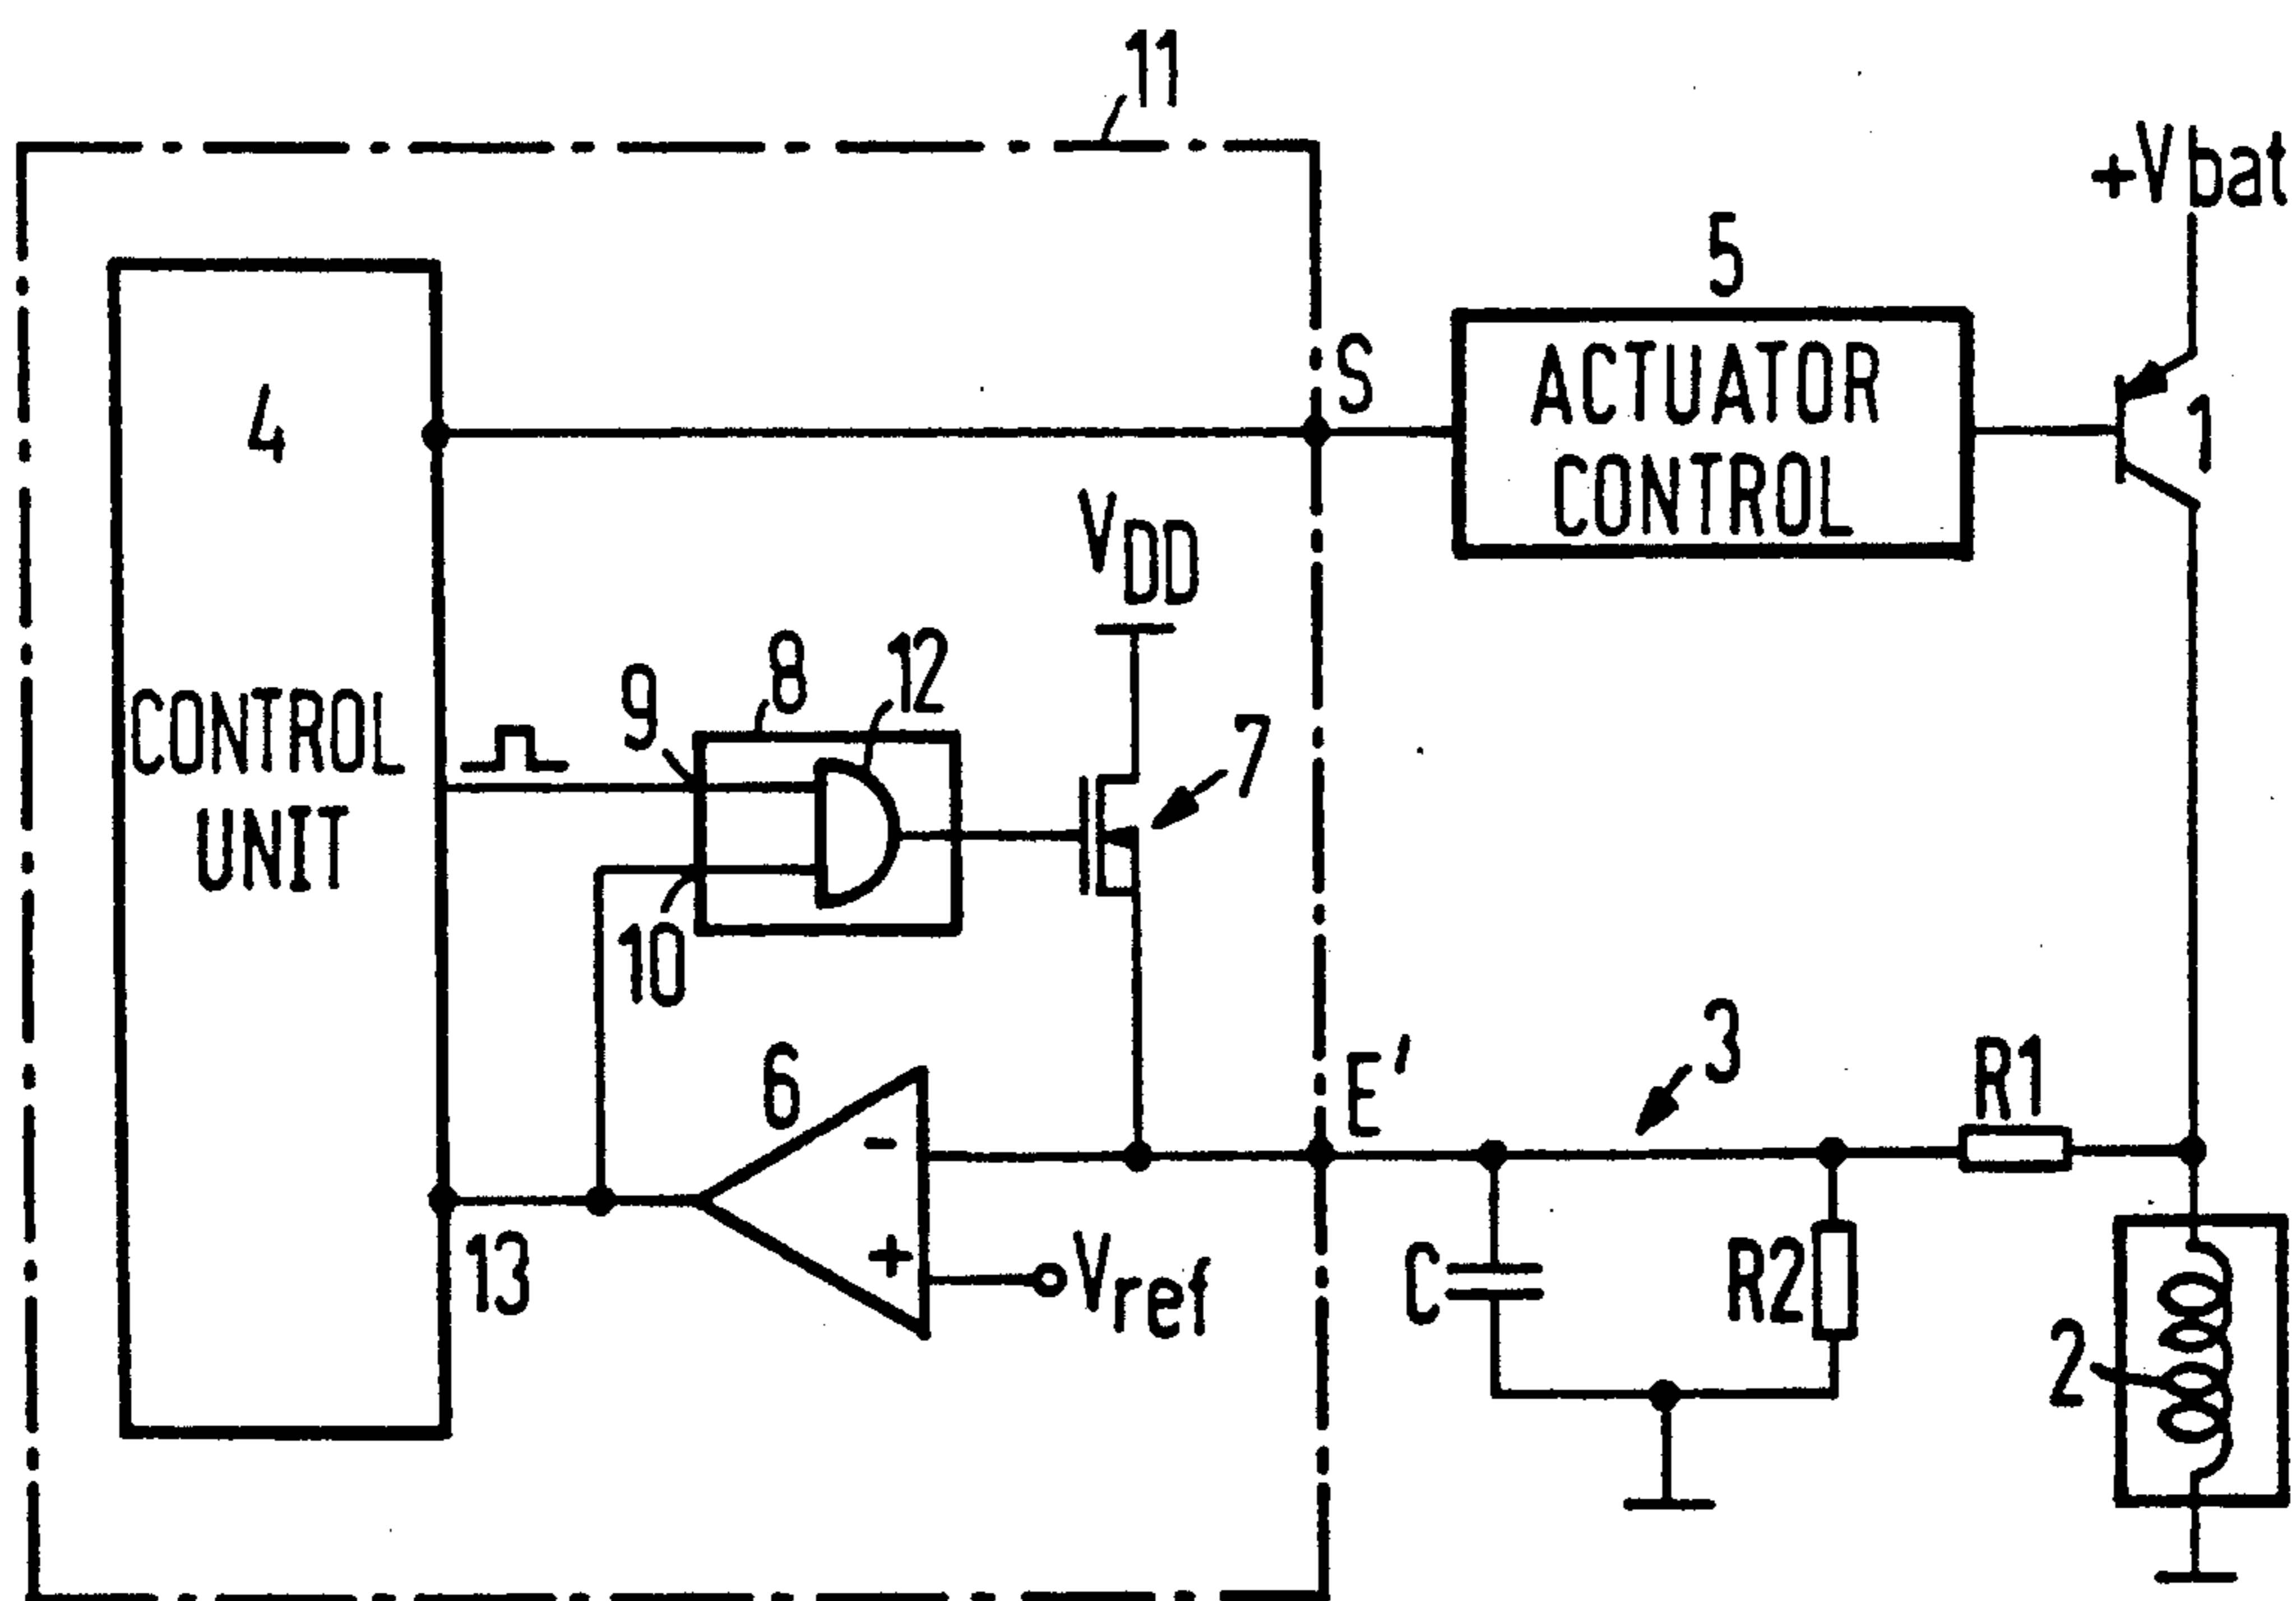 11
+Vbat
5
S
ACTUATOR
CONTROL
1
4
VDD
9
8
12
7
CONTROL
UNIT
10
3
6
E'
R1
-
+
Vref
13
C
R2
2